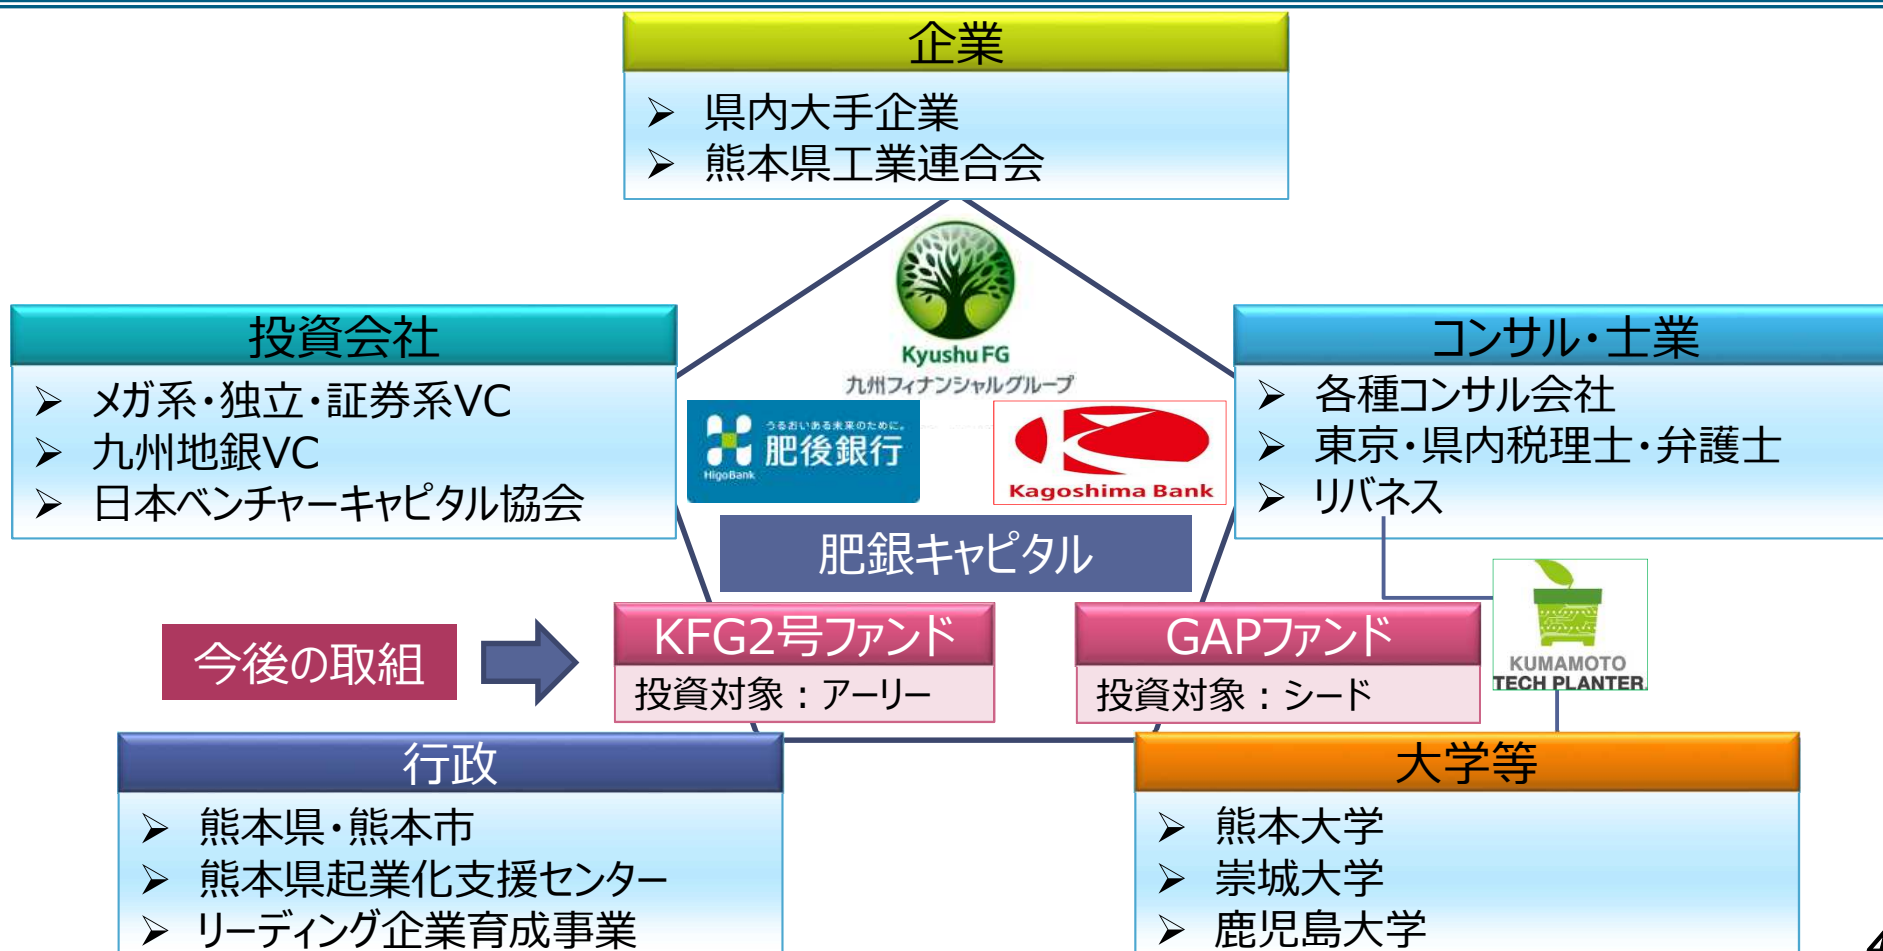 企業
➢ 県内大手企業
➢ 熊本県工業連合会
Kyushu FG
九州フィナンシャルグループ
投資会社
➢ メガ系・独立・証券系VC
➢ 九州地銀VC
➢ 日本ベンチャーキャピタル協会
うるおいある未来のために。
肥後銀行
HigoBank
Kagoshima Bank
コンサル・士業
➢ 各種コンサル会社
➢ 東京・県内税理士・弁護士
➢ リバネス
肥銀キャピタル
KUMAMOTO
TECH PLANTER
今後の取組
KFG2号ファンド
投資対象：アーリー
GAPファンド
投資対象：シード
行政
➢ 熊本県・熊本市
➢ 熊本県起業化支援センター
➢ リーディング企業育成事業
大学等
➢ 熊本大学
➢ 崇城大学
➢ 鹿児島大学